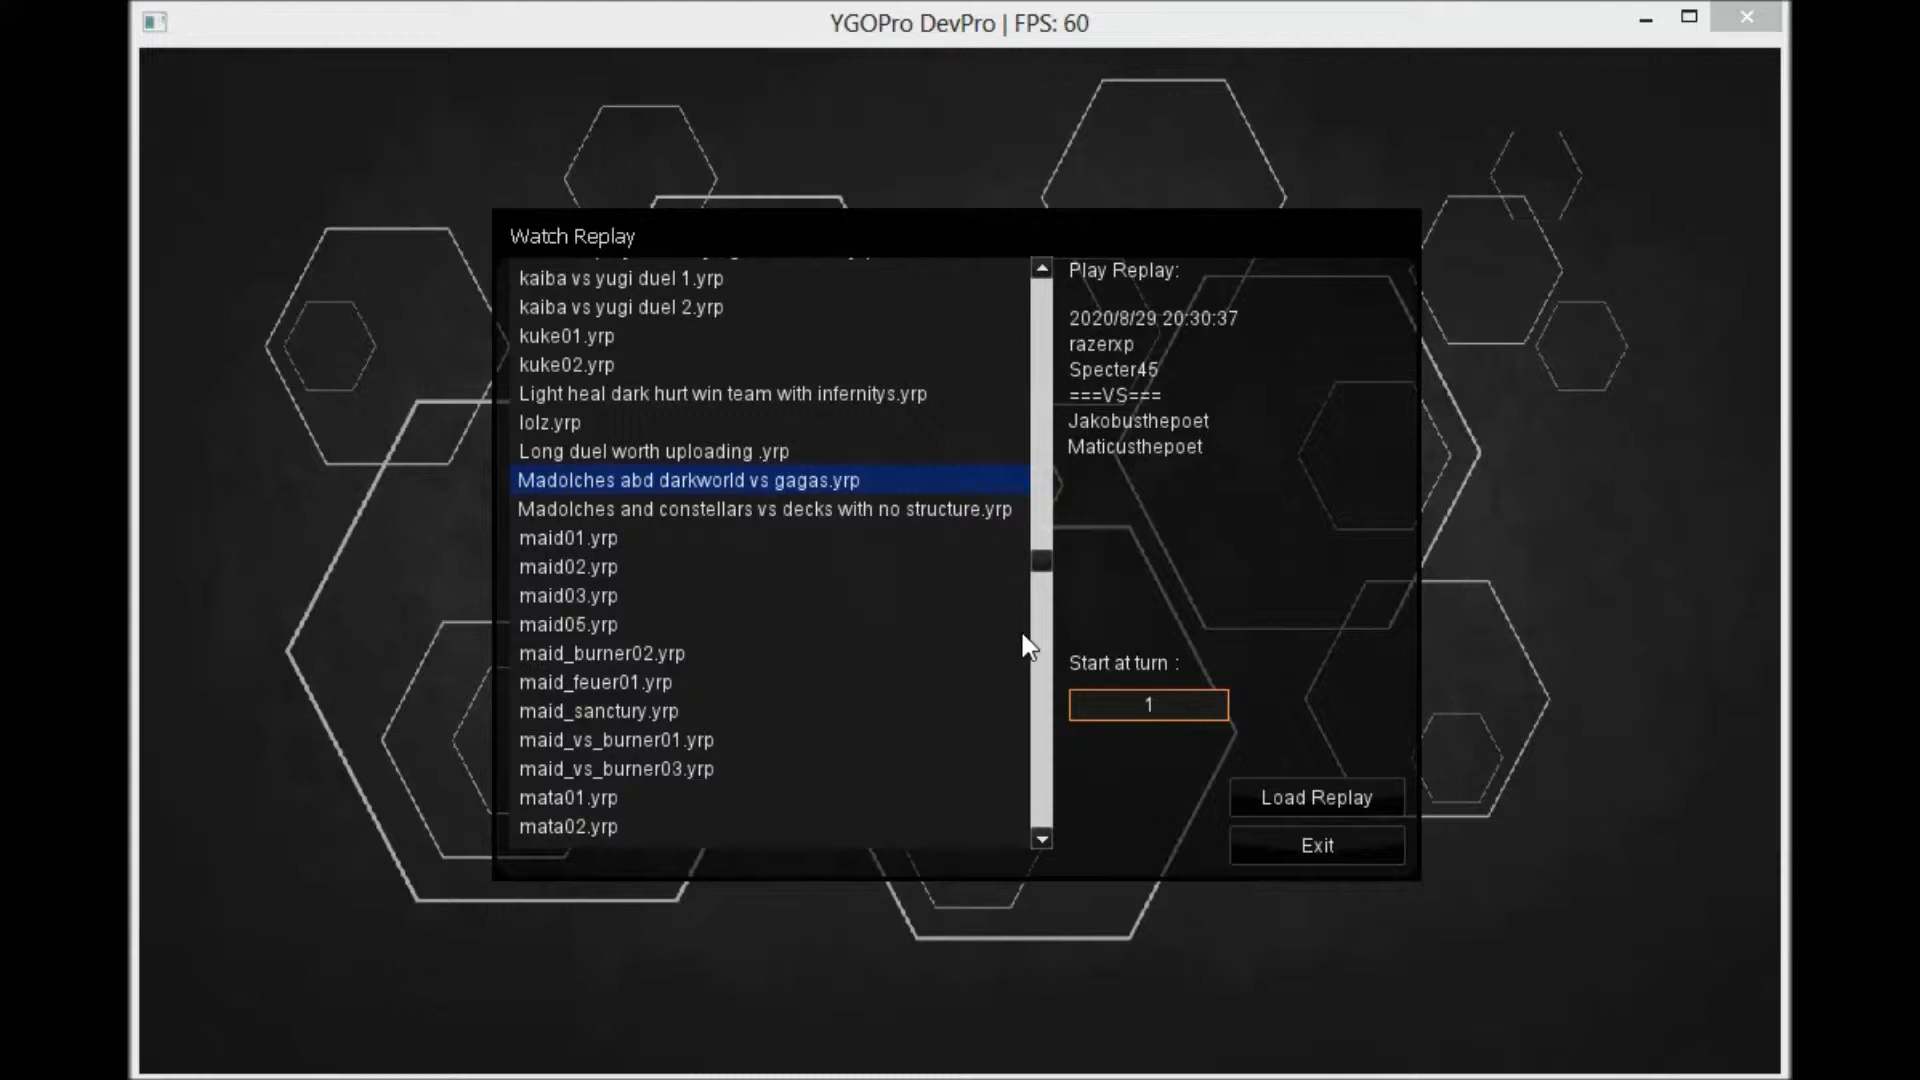 YGOPro DevPro | FPS: 60
Watch Replay
kaiba vs yugi duel 1.yrp
kaiba vs yugi duel 2.yrp
kuke01.yrp
kuke02.yrp
Light heal dark hurt win team with infernitys.yrp
lolz.yrp
Long duel worth uploading .yrp
Madolches abd darkworld vs gagas.yrp
Madolches and constellars vs decks with no structure.yrp
maid01.yrp
maid02.yrp
maid03.yrp
maid05.yrp
maid_burner02.yrp
maid_feuer01.yrp
maid_sanctury.yrp
maid_vs_burner01.yrp
maid_vs_burner03.yrp
mata01.yrp
mata02.yrp
Play Replay:
2020/8/29 20:30:37
razerxp
Specter45
===VS===
Jakobusthepoet
Maticusthepoet
Start at turn :
1
Load Replay
Exit